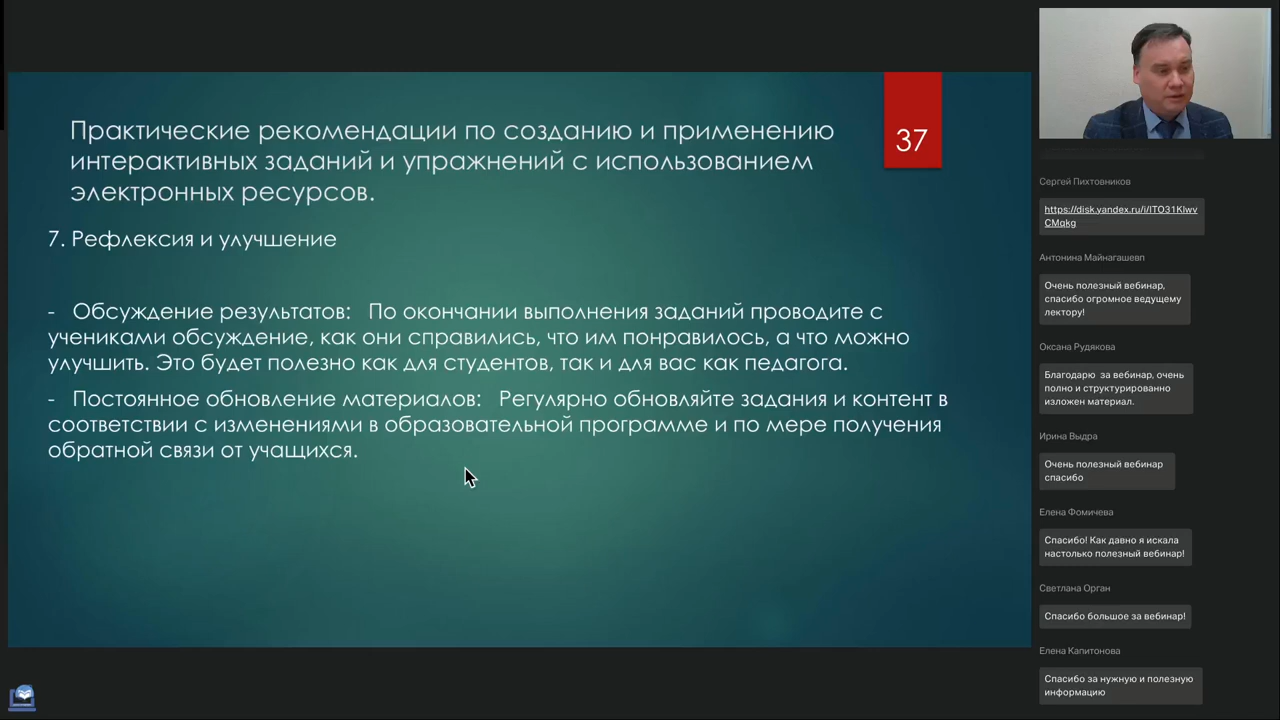 Практические рекомендации по созданию и применению
интерактивных заданий и упражнений с использованием
электронных ресурсов.
37
7. Рефлексия и улучшение
- Обсуждение результатов: По окончании выполнения заданий проводите с
учениками обсуждение, как они справились, что им понравилось, а что можно
улучшить. Это будет полезно как для студентов, так и для вас как педагога.
- Постоянное обновление материалов: Регулярно обновляйте задания и контент в
соответствии с изменениями в образовательной программе и по мере получения
обратной связи от учащихся.
Сергей Пихтовников
https://disk.yandex.ru/i/lTO31KIwv
CMqkg
Антонина Майнагашевп
Очень полезный вебинар,
спасибо огромное ведущему
лектору!
Оксана Рудякова
Благодарю за вебинар, очень
полно и структурированно
изложен материал.
Ирина Выдра
Очень полезный вебинар
спасибо
Елена Фомичева
Спасибо! Как давно я искала
настолько полезный вебинар!
Светлана Орган
Спасибо большое за вебинар!
Елена Капитонова
Спасибо за нужную и полезную
информацию